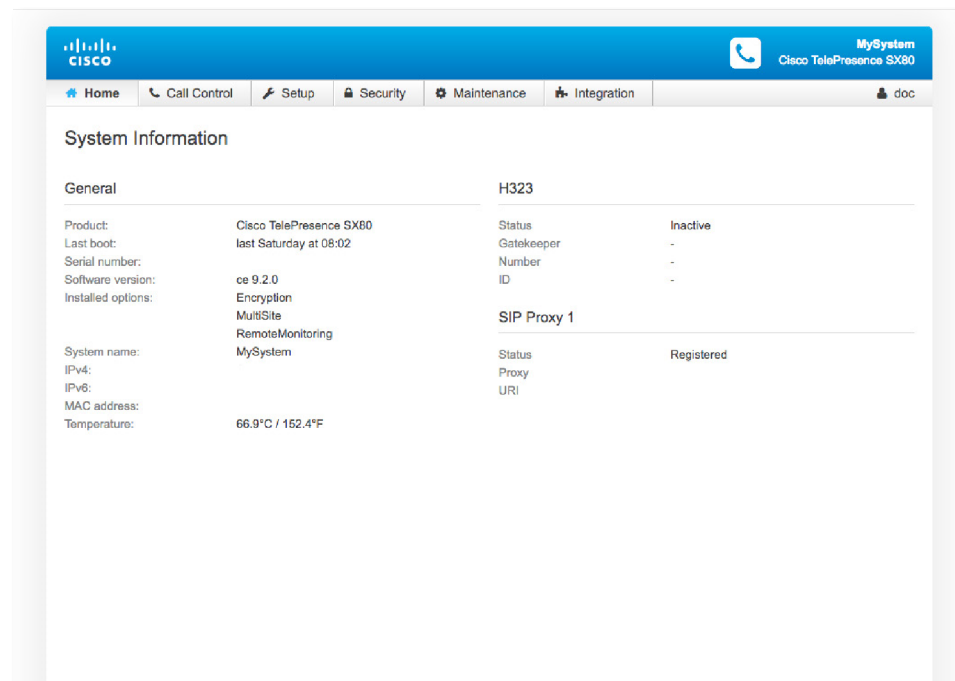 CISCO
MySystem
Cisco TelePresence SX80
Home
Call Control
Setup
Security
Maintenance
Integration
doc
System Information
General
Product: Cisco TelePresence SX80
Last boot: last Saturday at 08:02
Serial number:
Software version: ce 9.2.0
Installed options: Encryption
MultiSite
RemoteMonitoring
System name: MySystem
IPv4:
IPv6:
MAC address:
Temperature: 66.9°C / 152.4°F
H323
Status Inactive
Gatekeeper -
Number -
ID -
SIP Proxy 1
Status Registered
Proxy
URI